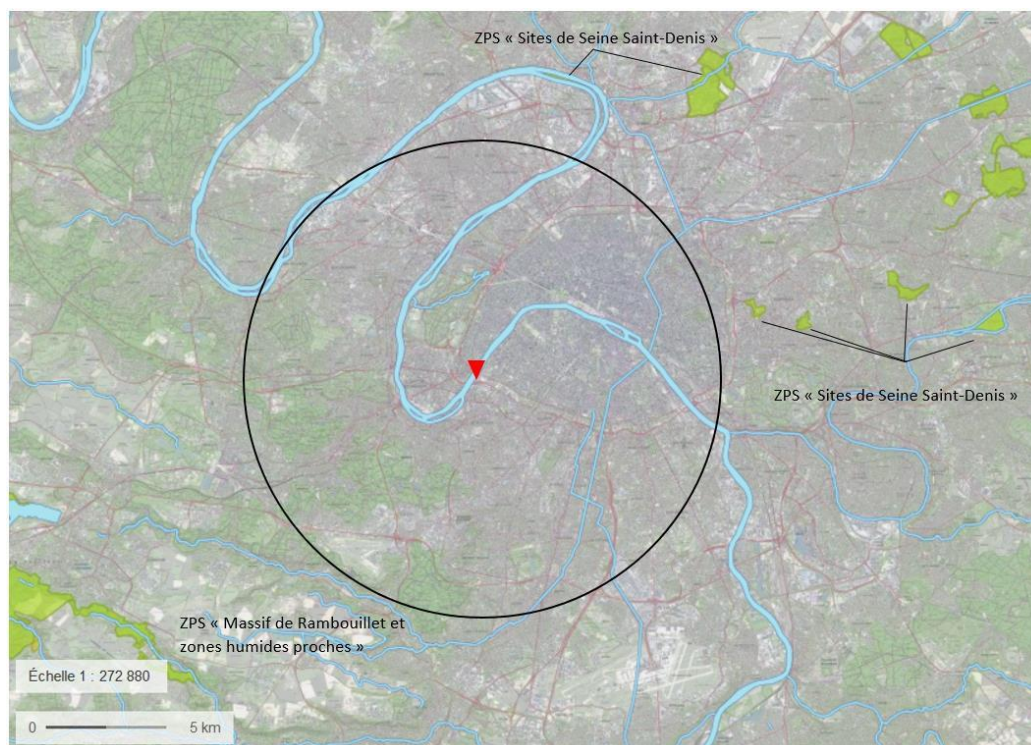 ZPS « Sites de Seine Saint-Denis »
ZPS « Sites de Seine Saint-Denis »
ZPS « Massif de Rambouillet et
zones humides proches »
Échelle 1 : 272 880
0 5 km